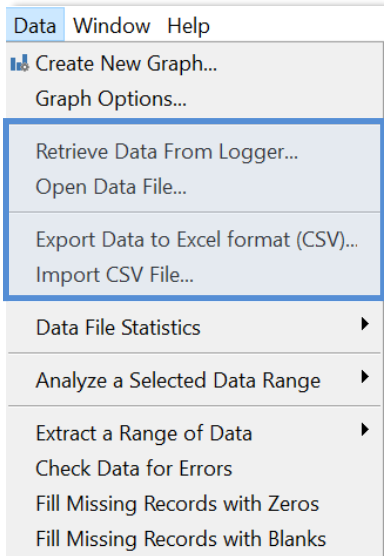 Data Window Help
Create New Graph...
Graph Options...
Retrieve Data From Logger...
Open Data File...
Export Data to Excel format (CSV)...
Import CSV File...
Data File Statistics
Analyze a Selected Data Range
Extract a Range of Data
Check Data for Errors
Fill Missing Records with Zeros
Fill Missing Records with Blanks